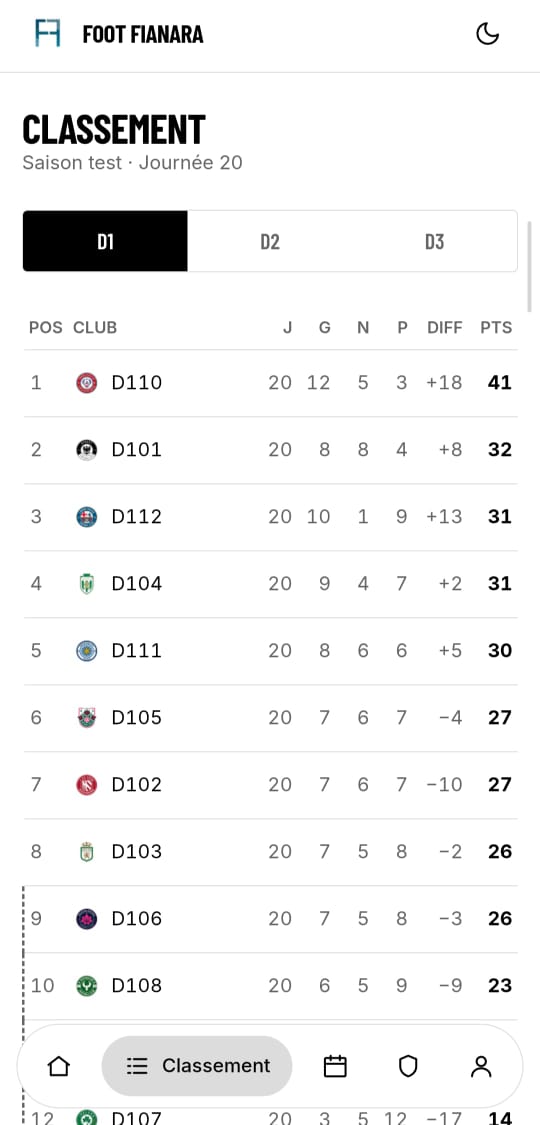 FOOT FIANARA
CLASSEMENT
Saison test · Journée 20
D1 D2 D3
POS CLUB J G N P DIFF PTS
1 D110 20 12 5 3 +18 41
2 D101 20 8 8 4 +8 32
3 D112 20 10 1 9 +13 31
4 D104 20 9 4 7 +2 31
5 D111 20 8 6 6 +5 30
6 D105 20 7 6 7 −4 27
7 D102 20 7 6 7 −10 27
8 D103 20 7 5 8 −2 26
9 D106 20 7 5 8 −3 26
10 D108 20 6 5 9 −9 23
Classement
12 D107 20 3 5 12 −17 14